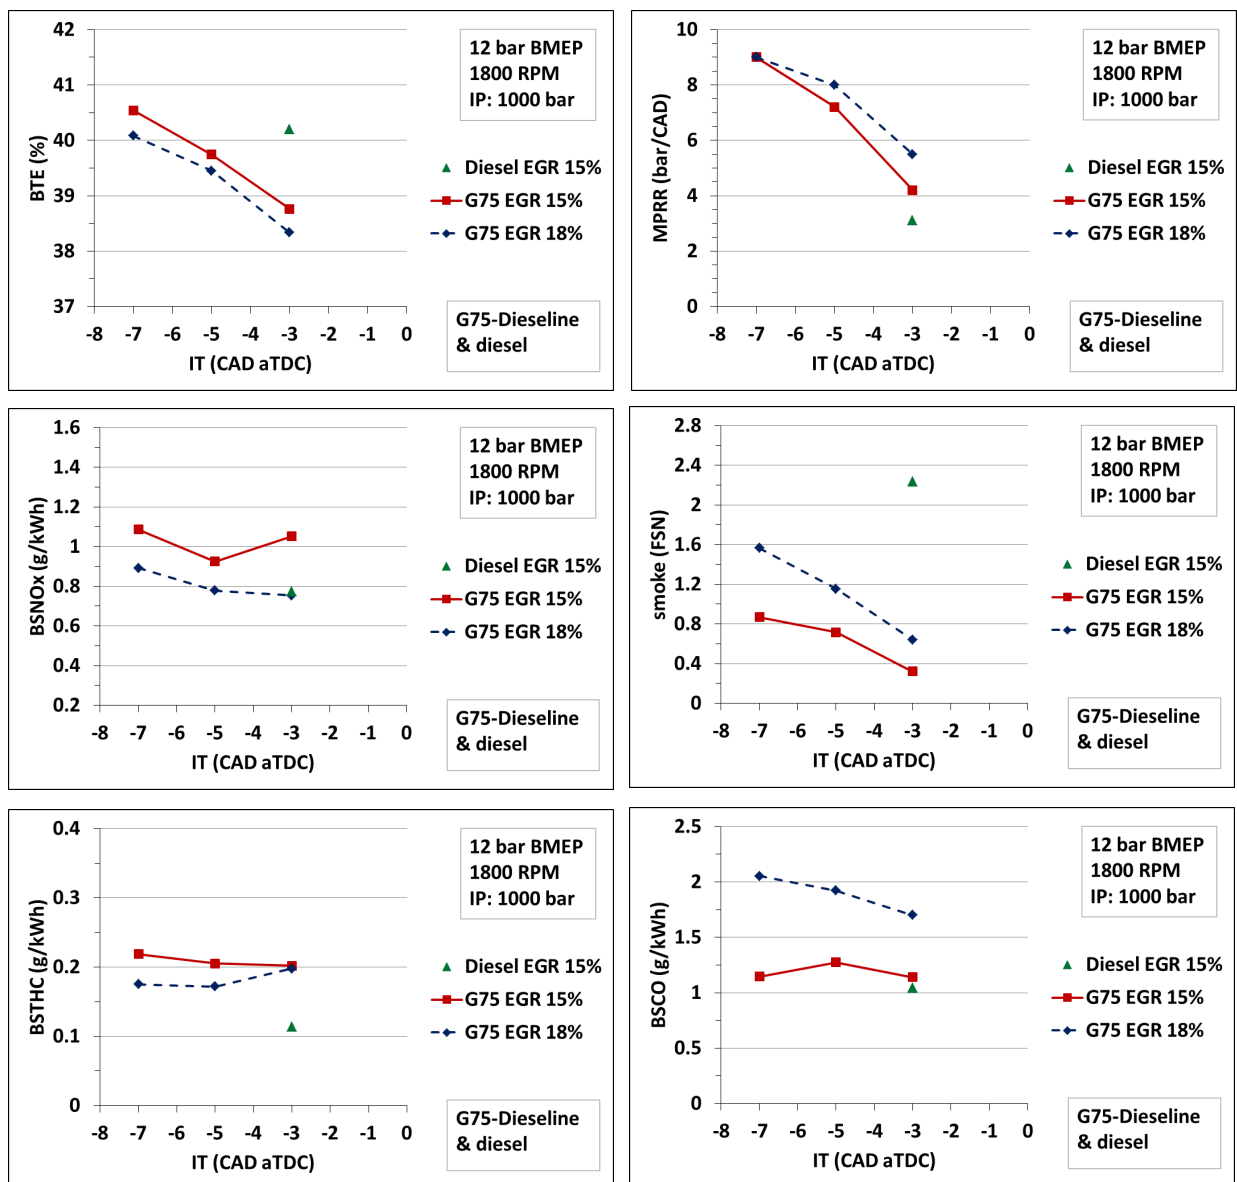 42
41
40
39
38
37
BTE (%)
-8 -7 -6 -5 -4 -3 -2 -1 0
IT (CAD aTDC)
12 bar BMEP
1800 RPM
IP: 1000 bar
Diesel EGR 15%
G75 EGR 15%
G75 EGR 18%
G75-Dieseline
& diesel
10
8
6
4
2
0
MPRR (bar/CAD)
-8 -7 -6 -5 -4 -3 -2 -1 0
IT (CAD aTDC)
12 bar BMEP
1800 RPM
IP: 1000 bar
Diesel EGR 15%
G75 EGR 15%
G75 EGR 18%
G75-Dieseline
& diesel
1.6
1.4
1.2
1
0.8
0.6
0.4
0.2
BSNOx (g/kWh)
-8 -7 -6 -5 -4 -3 -2 -1 0
IT (CAD aTDC)
12 bar BMEP
1800 RPM
IP: 1000 bar
Diesel EGR 15%
G75 EGR 15%
G75 EGR 18%
G75-Dieseline
& diesel
2.8
2.4
2
1.6
1.2
0.8
0.4
0
smoke (FSN)
-8 -7 -6 -5 -4 -3 -2 -1 0
IT (CAD aTDC)
12 bar BMEP
1800 RPM
IP: 1000 bar
Diesel EGR 15%
G75 EGR 15%
G75 EGR 18%
G75-Dieseline
& diesel
0.4
0.3
0.2
0.1
0
BSTHC (g/kWh)
-8 -7 -6 -5 -4 -3 -2 -1 0
IT (CAD aTDC)
12 bar BMEP
1800 RPM
IP: 1000 bar
Diesel EGR 15%
G75 EGR 15%
G75 EGR 18%
G75-Dieseline
& diesel
2.5
2
1.5
1
0.5
0
BSCO (g/kWh)
-8 -7 -6 -5 -4 -3 -2 -1 0
IT (CAD aTDC)
12 bar BMEP
1800 RPM
IP: 1000 bar
Diesel EGR 15%
G75 EGR 15%
G75 EGR 18%
G75-Dieseline
& diesel